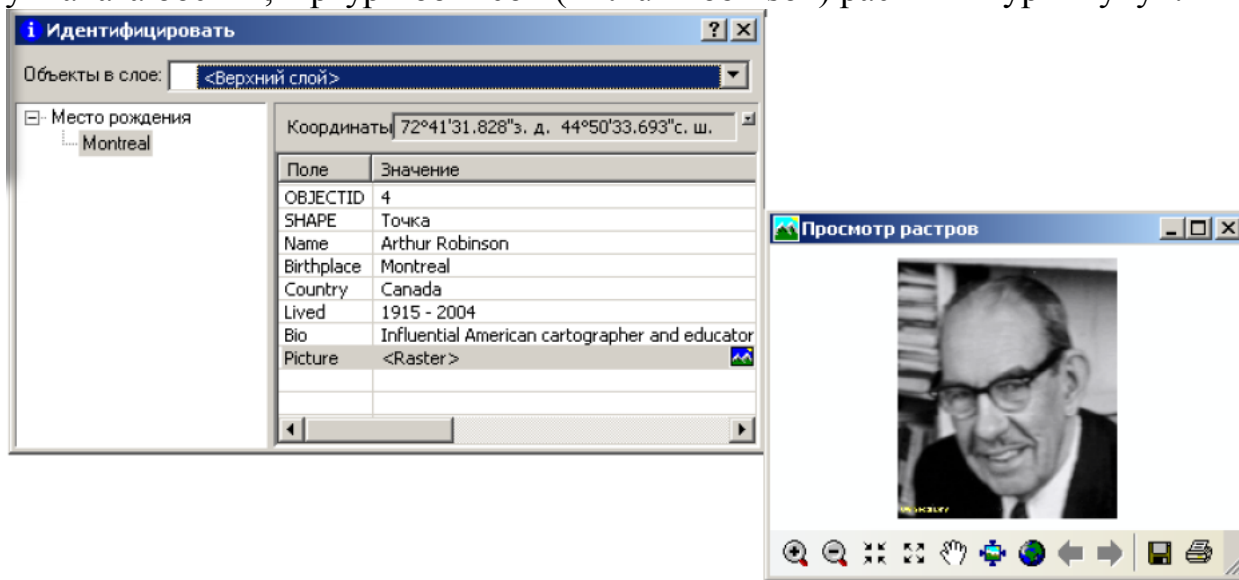 Идентифицировать
Объекты в слое: <Верхний слой>
Место рождения
Montreal
Координаты 72°41'31.828"з. д. 44°50'33.693"с. ш.
Поле Значение
OBJECTID 4
SHAPE Точка
Name Arthur Robinson
Birthplace Montreal
Country Canada
Lived 1915 - 2004
Bio Influential American cartographer and educator
Picture <Raster>
Просмотр растров